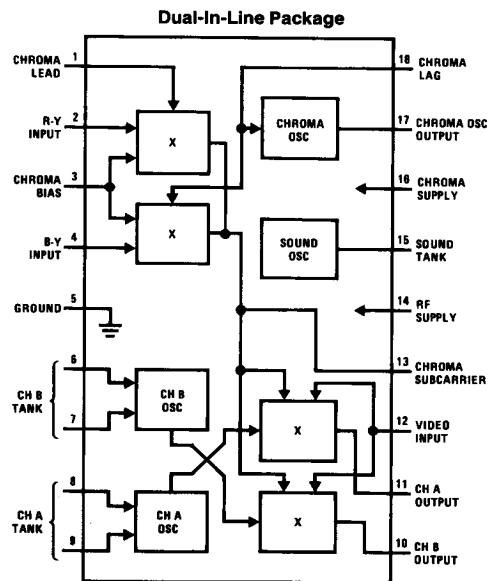 Dual-In-Line Package
CHROMA
LEAD
1
18
CHROMA
LAG
R-Y
INPUT
2
X
CHROMA
OSC
17
CHROMA OSC
OUTPUT
CHROMA
BIAS
3
16
CHROMA
SUPPLY
B-Y
INPUT
4
X
SOUND
OSC
15
SOUND
TANK
GROUND
5
14
RF
SUPPLY
13
CHROMA
SUBCARRIER
6
CH B
TANK
7
CH B
OSC
X
12
VIDEO
INPUT
8
CH A
TANK
9
CH A
OSC
X
11
CH A
OUTPUT
10
CH B
OUTPUT